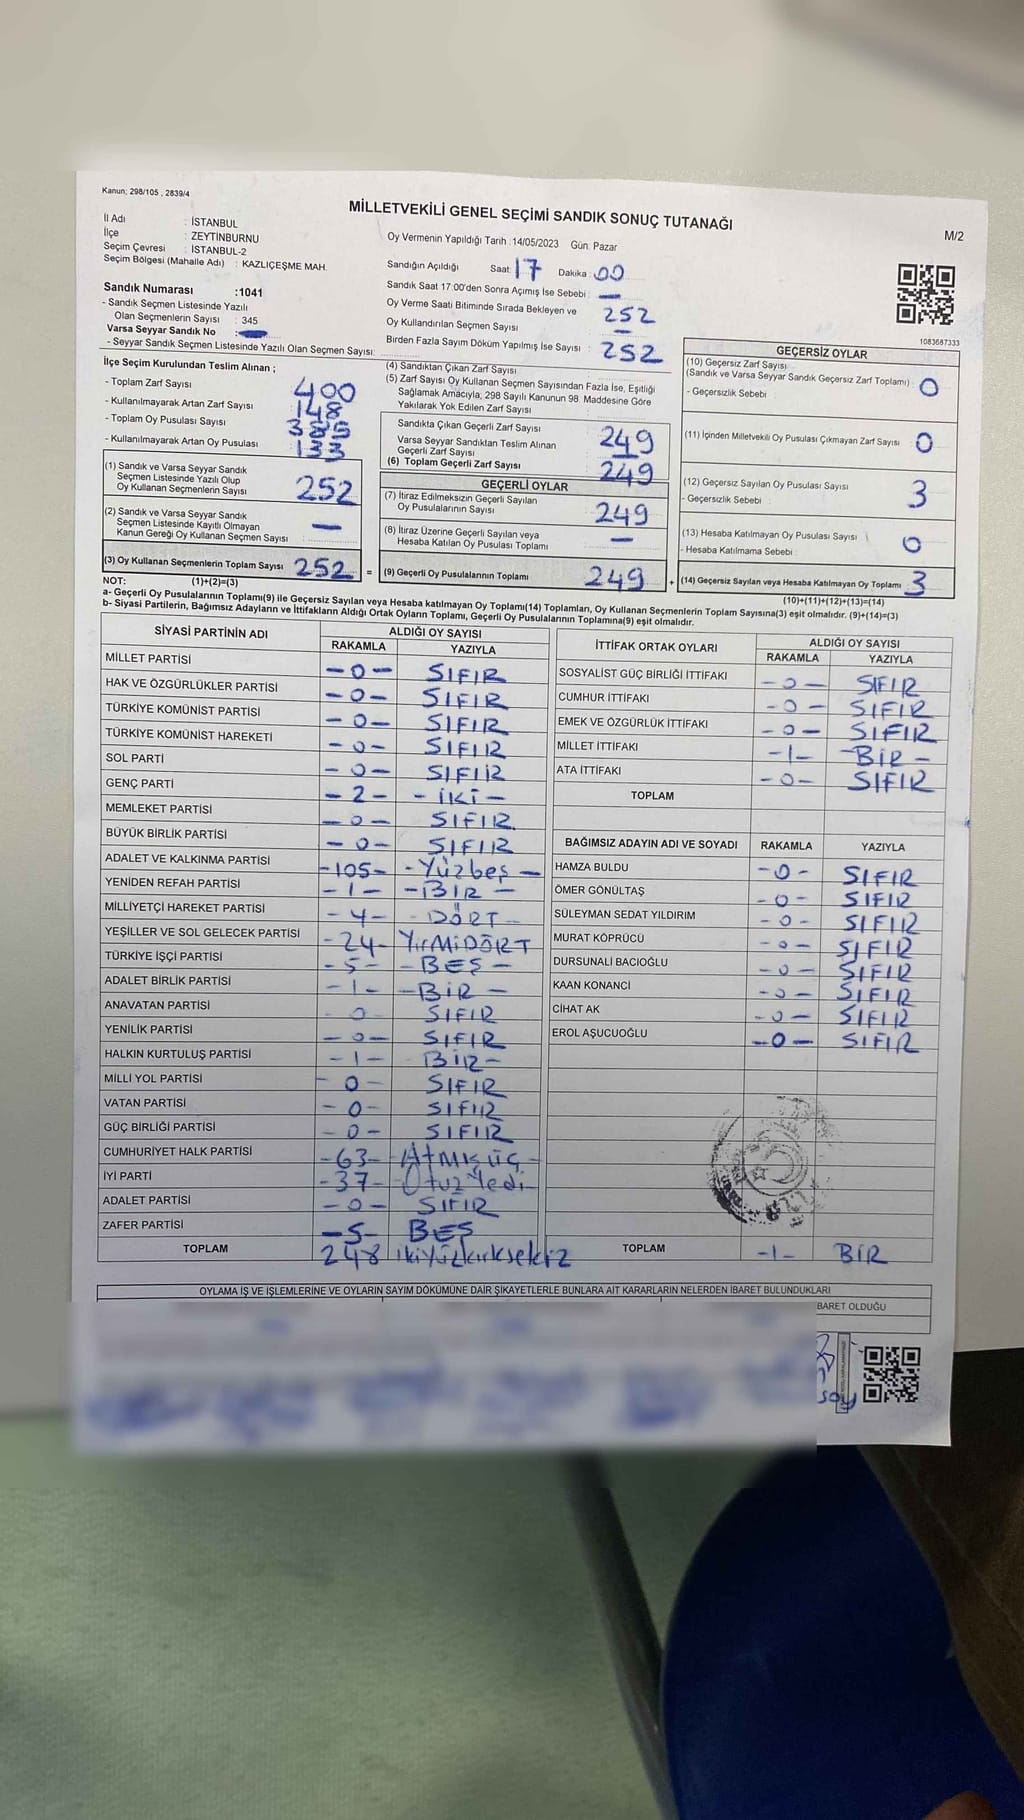 Kanun; 298/105 , 2839/4
MİLLETVEKİLİ GENEL SEÇİMİ SANDIK SONUÇ TUTANAĞI
M/2
İl Adı : İSTANBUL
İlçe : ZEYTİNBURNU
Seçim Çevresi : İSTANBUL-2
Seçim Bölgesi (Mahalle Adı) : KAZLIÇEŞME MAH.
Oy Vermenin Yapıldığı Tarih :14/05/2023 Gün: Pazar
Sandığın Açıldığı Saat: 17 Dakika : 00
Sandık Saat 17:00'den Sonra Açımış İse Sebebi : —
Sandık Numarası :1041
- Sandık Seçmen Listesinde Yazılı
Olan Seçmenlerin Sayısı : 345
Varsa Seyyar Sandık No :
- Seyyar Sandık Seçmen Listesinde Yazılı Olan Seçmen Sayısı:
Oy Verme Saati Bitiminde Sırada Bekleyen ve
Oy Kullandırılan Seçmen Sayısı 252
Birden Fazla Sayım Döküm Yapılmış İse Sayısı : —
1083687333
İlçe Seçim Kurulundan Teslim Alınan ;
- Toplam Zarf Sayısı 400
- Kullanılmayarak Artan Zarf Sayısı : 148
- Toplam Oy Pusulası Sayısı : 385
- Kullanılmayarak Artan Oy Pusulası 133
(1) Sandık ve Varsa Seyyar Sandık
Seçmen Listesinde Yazılı Olup
Oy Kullanan Seçmenlerin Sayısı 252
(2) Sandık ve Varsa Seyyar Sandık
Seçmen Listesinde Kayıtlı Olmayan
Kanun Gereği Oy Kullanan Seçmen Sayısı : —
(3) Oy Kullanan Seçmenlerin Toplam Sayısı 252 =
(1)+(2)=(3)
(4) Sandıktan Çıkan Zarf Sayısı 252
(5) Zarf Sayısı Oy Kullanan Seçmen Sayısından Fazla İse, Eşitliği
Sağlamak Amacıyla; 298 Sayılı Kanunun 98. Maddesine Göre
Yakılarak Yok Edilen Zarf Sayısı :
Sandıkta Çıkan Geçerli Zarf Sayısı 249
Varsa Seyyar Sandıktan Teslim Alınan
Geçerli Zarf Sayısı —
(6) Toplam Geçerli Zarf Sayısı 249
GEÇERLİ OYLAR
(7) İtiraz Edilmeksizin Geçerli Sayılan
Oy Pusulalarının Sayısı: 249
(8) İtiraz Üzerine Geçerli Sayılan veya
Hesaba Katılan Oy Pusulası Toplamı —
(9) Geçerli Oy Pusulalarının Toplamı 249 +
GEÇERSİZ OYLAR
(10) Geçersiz Zarf Sayısı
(Sandık ve Varsa Seyyar Sandık Geçersiz Zarf Toplamı) : 0
- Geçersizlik Sebebi :
(11) İçinden Milletvekili Oy Pusulası Çıkmayan Zarf Sayısı : 0
(12) Geçersiz Sayılan Oy Pusulası Sayısı : 3
- Geçersizlik Sebebi :
(13) Hesaba Katılmayan Oy Pusulası Sayısı : 0
- Hesaba Katılmama Sebebi :
(14) Geçersiz Sayılan veya Hesaba Katılmayan Oy Toplamı 3
(10)+(11)+(12)+(13)=(14)
NOT:
a- Geçerli Oy Pusulalarının Toplamı(9) ile Geçersiz Sayılan veya Hesaba katılmayan Oy Toplamı(14) Toplamları, Oy Kullanan Seçmenlerin Toplam Sayısına(3) eşit olmalıdır. (9)+(14)=(3)
b- Siyasi Partilerin, Bağımsız Adayların ve İttifakların Aldığı Ortak Oyların Toplamı, Geçerli Oy Pusulalarının Toplamına(9) eşit olmalıdır.
SİYASİ PARTİNİN ADI ALDIĞI OY SAYISI
RAKAMLA YAZIYLA
MİLLET PARTİSİ -0- SIFIR
HAK VE ÖZGÜRLÜKLER PARTİSİ -0- SIFIR
TÜRKİYE KOMÜNİST PARTİSİ -0- SIFIR
TÜRKİYE KOMÜNİST HAREKETİ -0- SIFIR
SOL PARTİ -0- SIFIR
GENÇ PARTİ -2- -İKİ-
MEMLEKET PARTİSİ -0- SIFIR
BÜYÜK BİRLİK PARTİSİ -0- SIFIR
ADALET VE KALKINMA PARTİSİ -105- -Yüzbeş-
YENİDEN REFAH PARTİSİ -1- -BİR-
MİLLİYETÇİ HAREKET PARTİSİ -4- -DÖRT-
YEŞİLLER VE SOL GELECEK PARTİSİ -24- YirMiDÖRT
TÜRKİYE İŞÇİ PARTİSİ -5- -BEŞ-
ADALET BİRLİK PARTİSİ -1- -BİR-
ANAVATAN PARTİSİ -0- SIFIR
YENİLİK PARTİSİ -0- SIFIR
HALKIN KURTULUŞ PARTİSİ -1- BİR-
MİLLİ YOL PARTİSİ -0- SIFIR
VATAN PARTİSİ -0- SIFIR
GÜÇ BİRLİĞİ PARTİSİ -0- SIFIR
CUMHURİYET HALK PARTİSİ -63- -AtMışüç-
İYİ PARTİ -37- -OtuzYedi-
ADALET PARTİSİ -0- SIFIR
ZAFER PARTİSİ -5- BEŞ
TOPLAM 248 ikiyüzkırksekiz
İTTİFAK ORTAK OYLARI ALDIĞI OY SAYISI
RAKAMLA YAZIYLA
SOSYALİST GÜÇ BİRLİĞİ İTTİFAKI -0- SIFIR
CUMHUR İTTİFAKI -0- SIFIR
EMEK VE ÖZGÜRLÜK İTTİFAKI -0- SIFIR
MİLLET İTTİFAKI -1- -BİR-
ATA İTTİFAKI -0- SIFIR
TOPLAM
BAĞIMSIZ ADAYIN ADI VE SOYADI RAKAMLA YAZIYLA
HAMZA BULDU -0- SIFIR
ÖMER GÖNÜLTAŞ -0- SIFIR
SÜLEYMAN SEDAT YILDIRIM -0- SIFIR
MURAT KÖPRÜCÜ -0- SIFIR
DURSUNALİ BACIOĞLU -0- SIFIR
KAAN KONANCİ -0- SIFIR
CİHAT AK -0- SIFIR
EROL AŞUCUOĞLU -0- SIFIR
TOPLAM -1- BİR
OYLAMA İŞ VE İŞLEMLERİNE VE OYLARIN SAYIM DÖKÜMÜNE DAİR ŞİKAYETLERLE BUNLARA AİT KARARLARIN NELERDEN İBARET BULUNDUKLARI
BARET OLDUĞU